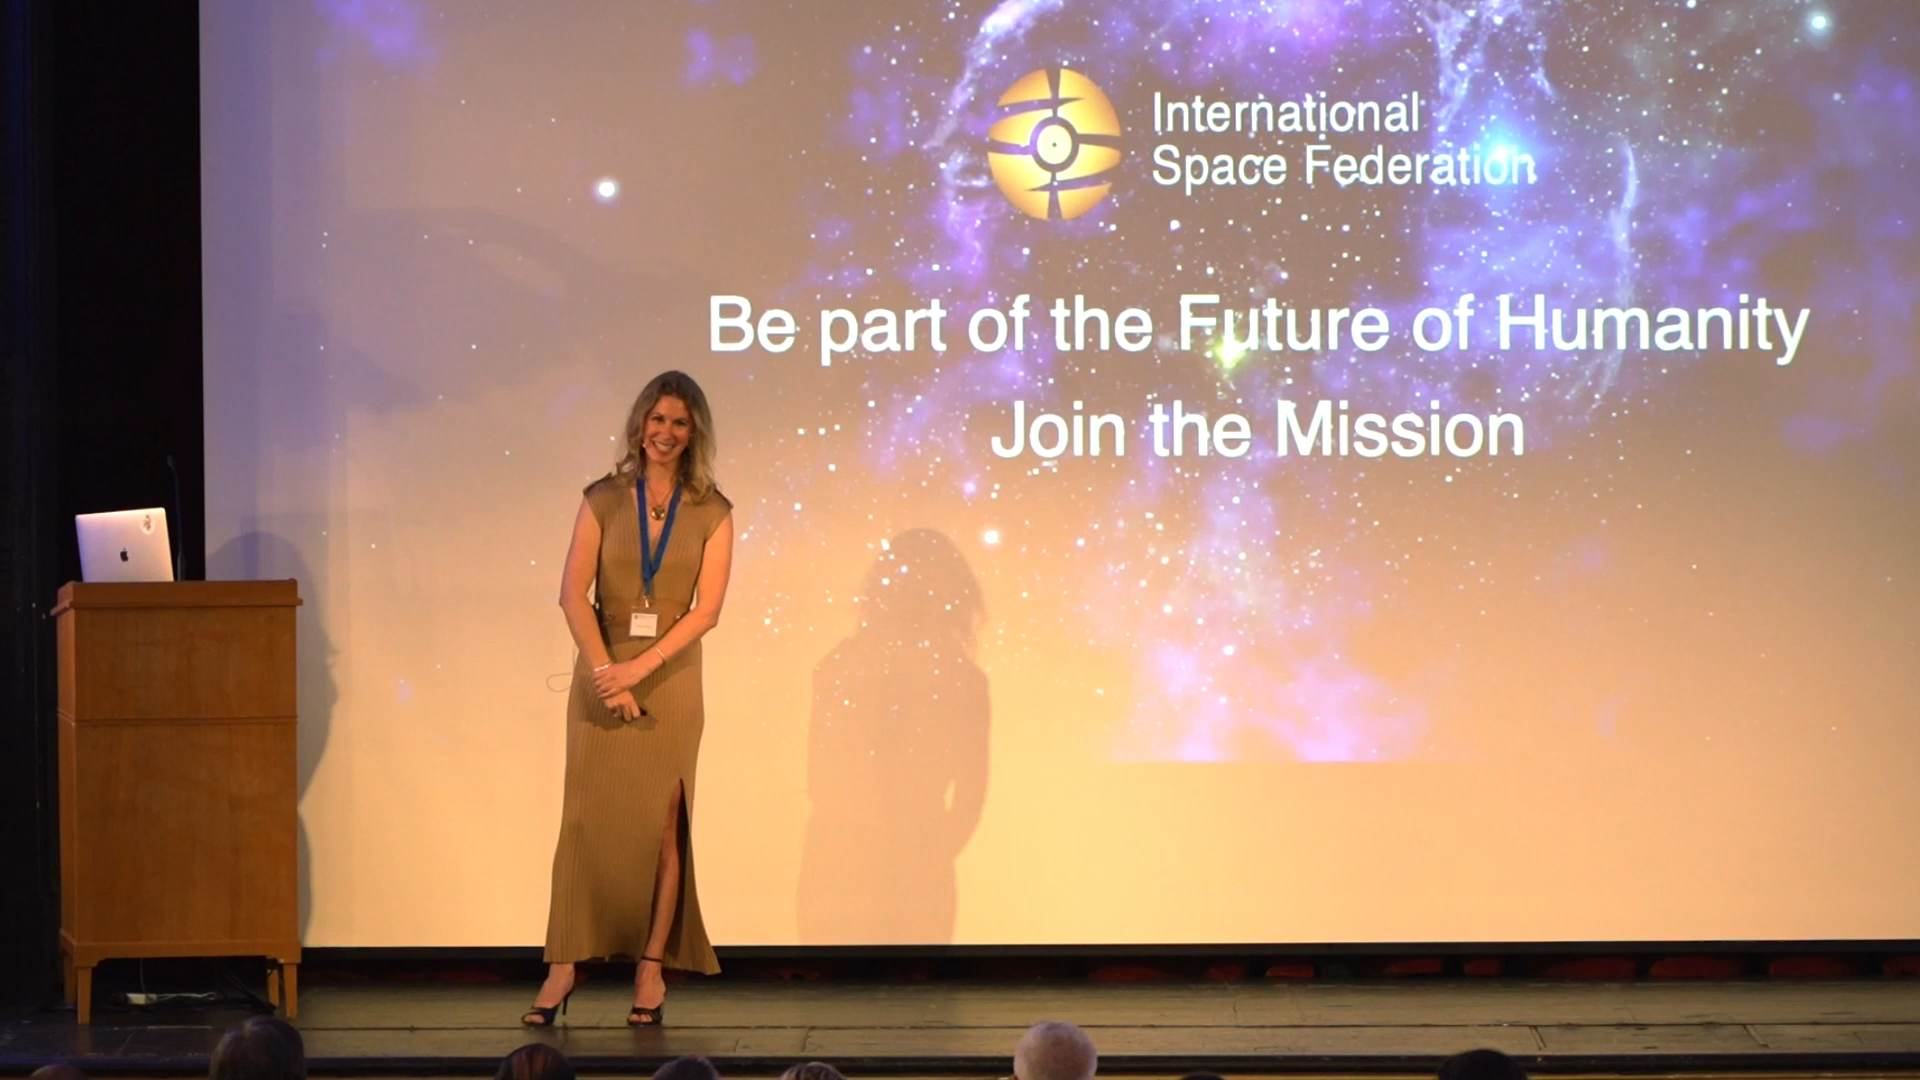 International
Space Federation
Be part of the Future of Humanity
Join the Mission